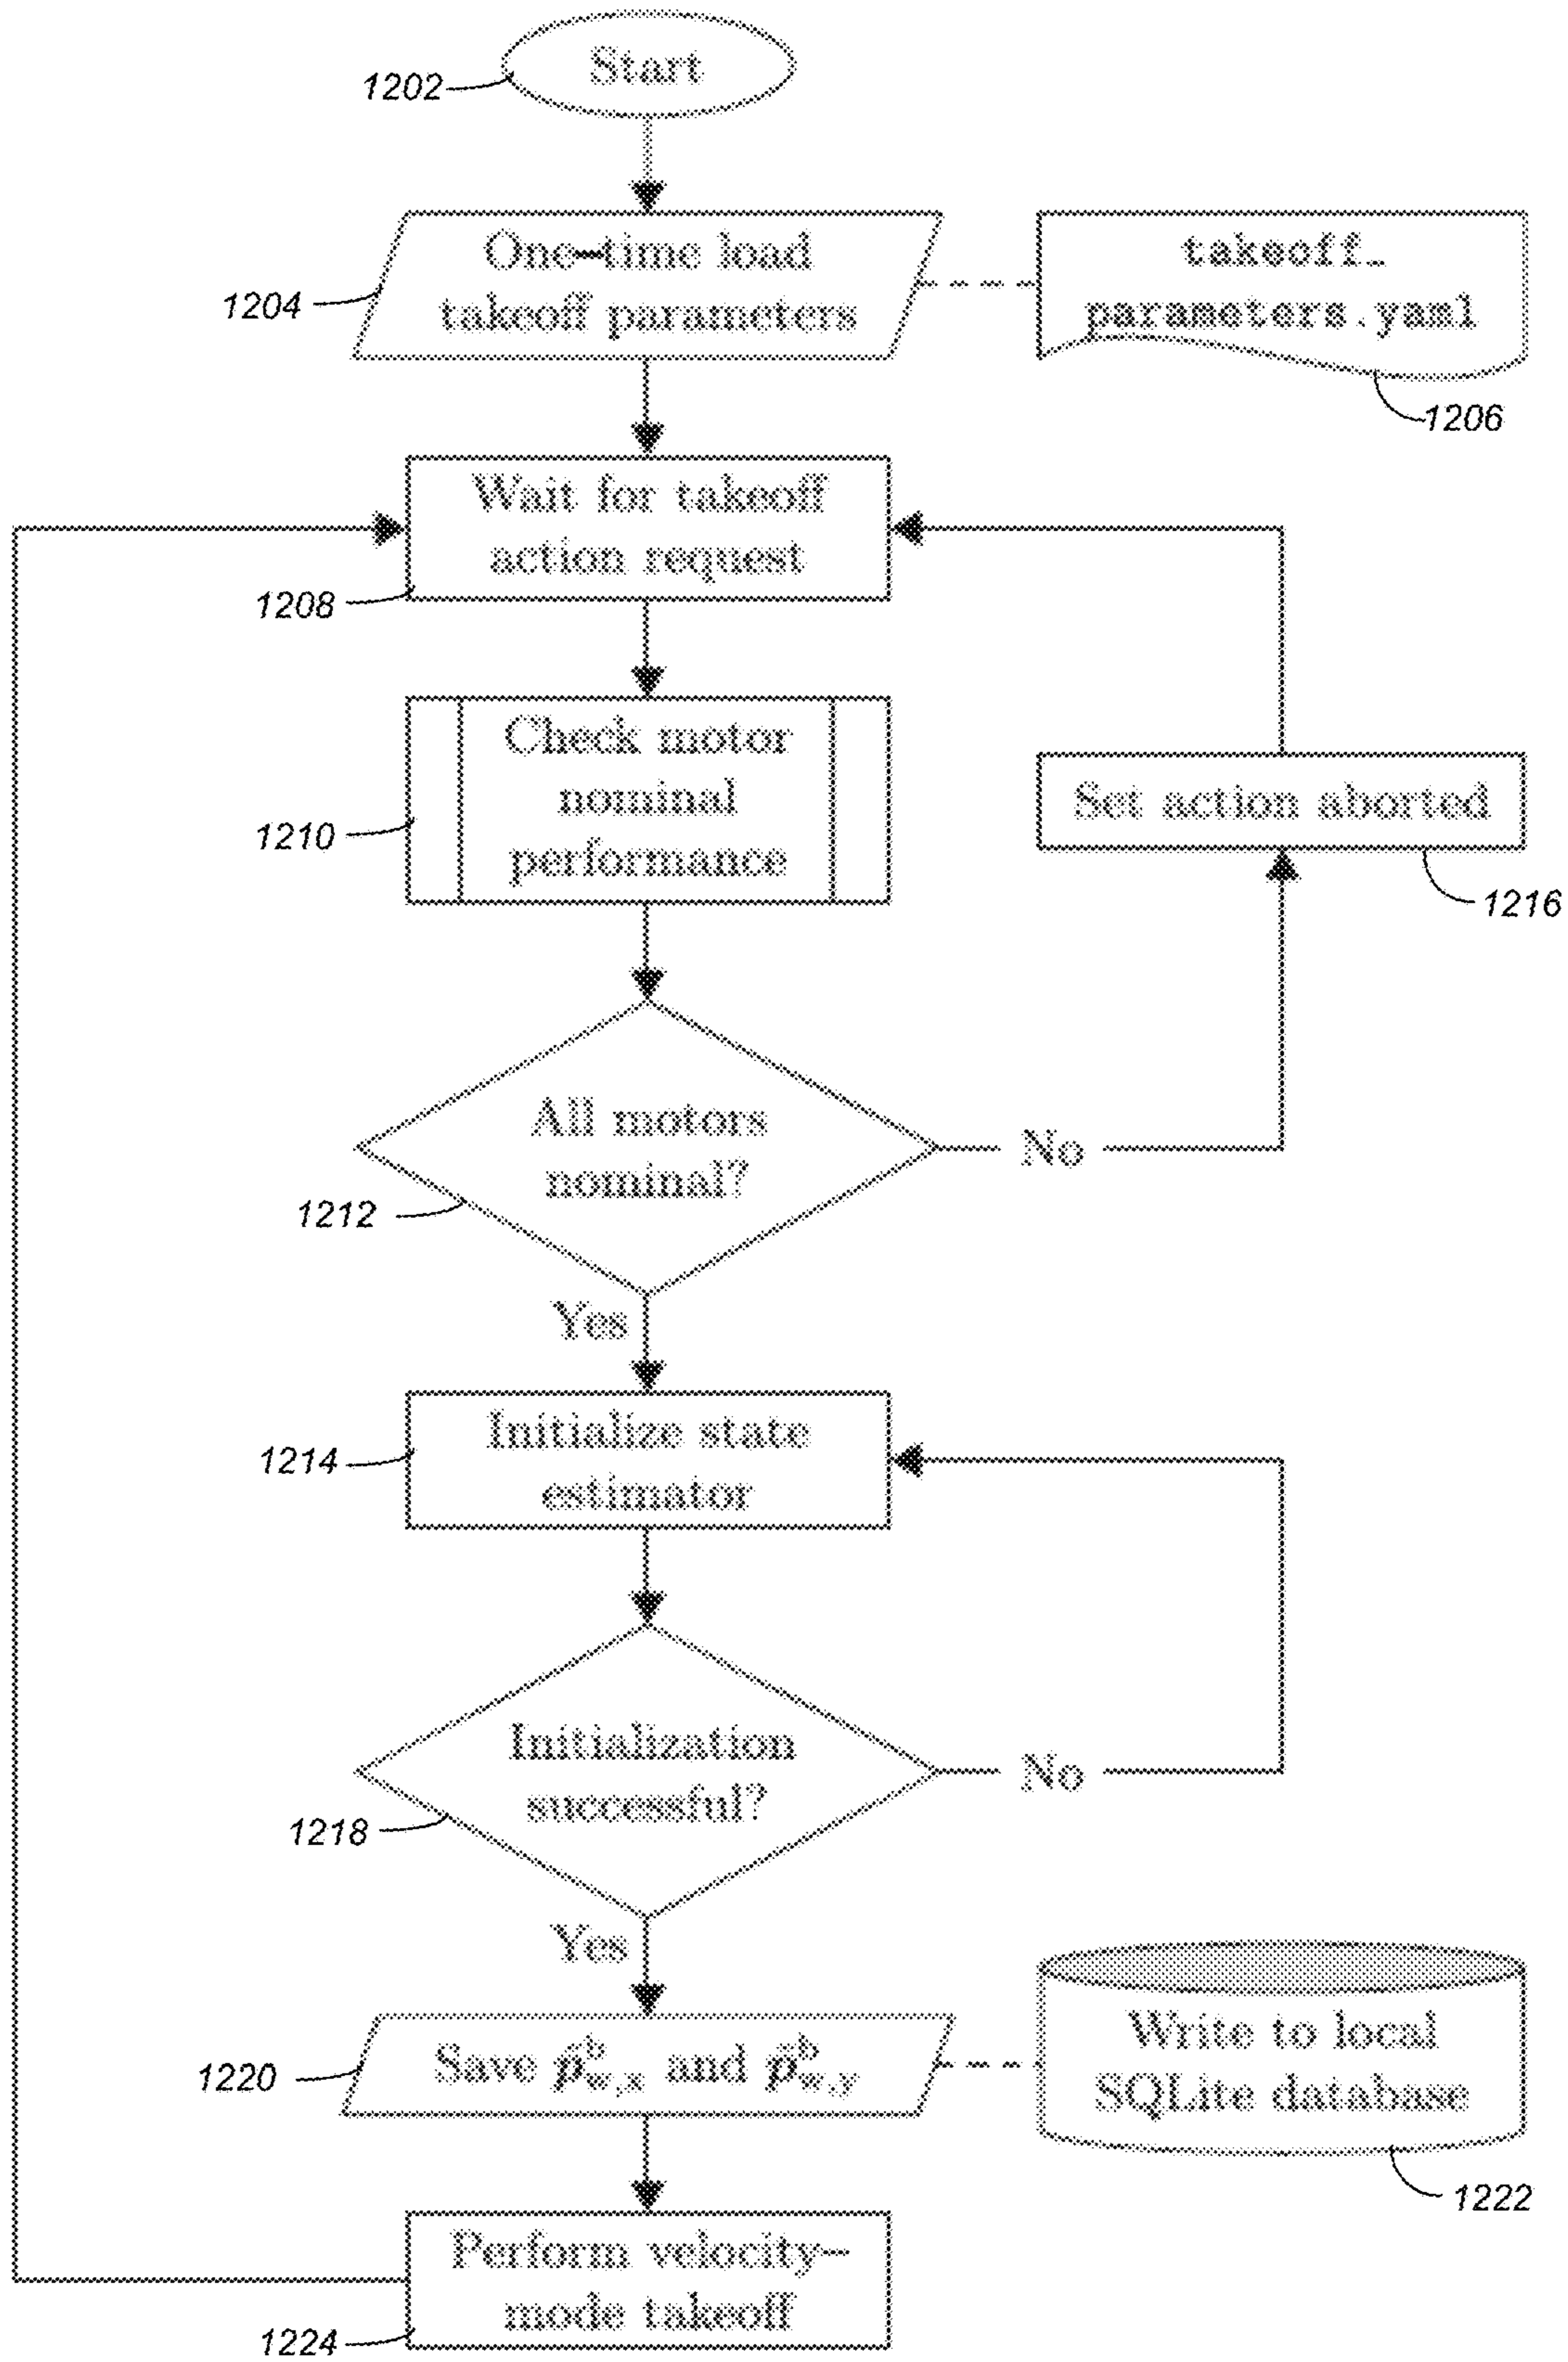 Start
1202
One-time load
takeoff parameters
1204
takeoff_
parameters.yaml
1206
Wait for takeoff
action request
1208
Check motor
nominal
performance
1210
Set action aborted
1216
All motors
nominal?
1212
No
Yes
Initialize state
estimator
1214
Initialization
successful?
1218
No
Yes
Save p̂ᵇw,x and p̂ᵇw,y
1220
Write to local
SQLite database
1222
Perform velocity-
mode takeoff
1224